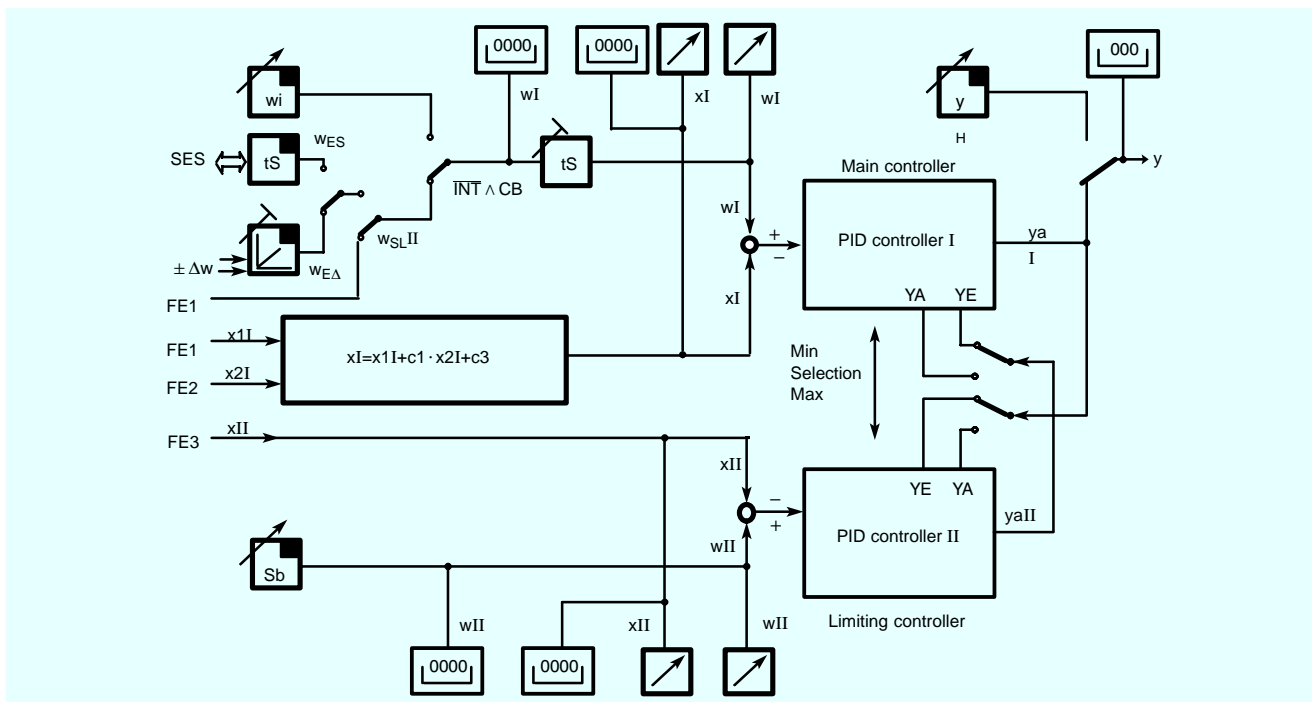 0000
0000
000
wi
wI
xI
wI
y
H
SES
tS
wES
tS
INT ∧ CB
y
Main controller
± Δw
wEΔ
wSLII
wI
+
−
PID controller I
ya
I
FE1
xI
YA YE
FE1
x1I
xI=x1I+c1 · x2I+c3
FE2
x2I
Min
Selection
Max
FE3
xII
xII
YE YA
−
+
yaII
PID controller II
wII
Sb
Limiting controller
wII
xII
wII
0000
0000